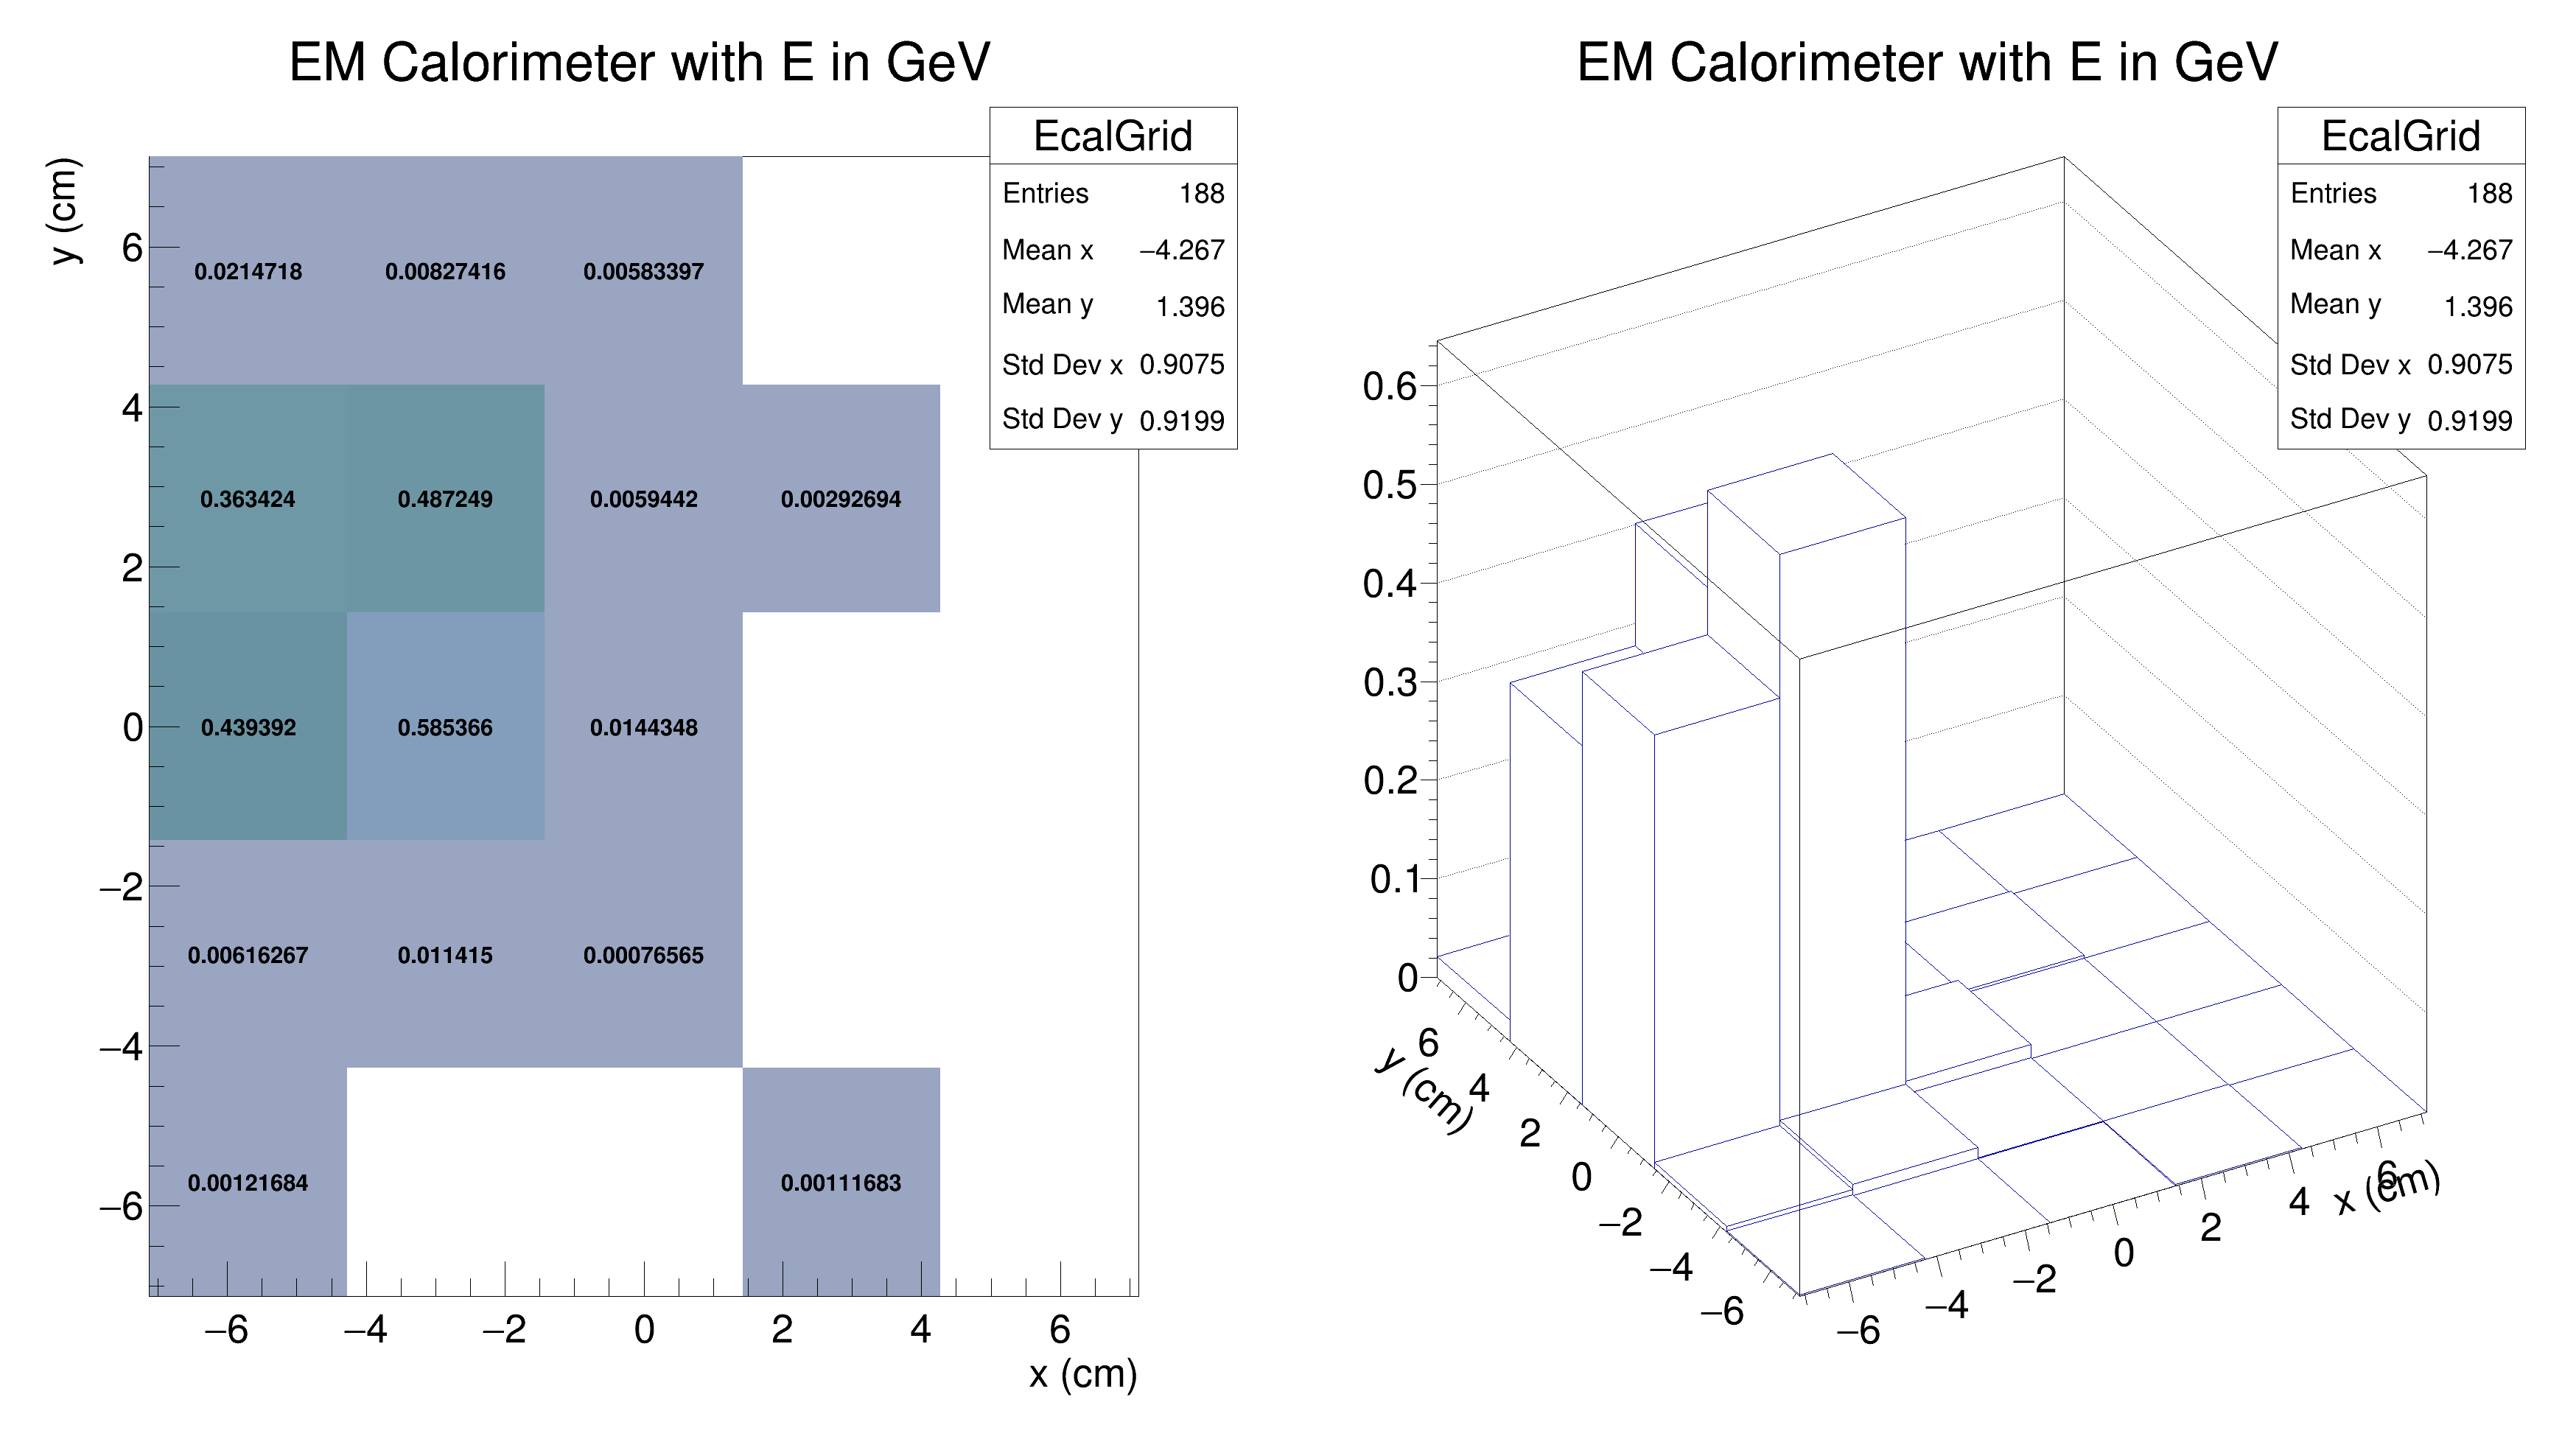 EM Calorimeter with E in GeV
EcalGrid
Entries 188
Mean x −4.267
Mean y 1.396
Std Dev x 0.9075
Std Dev y 0.9199
y (cm)
6
4
2
0
−2
−4
−6
0.0214718 0.00827416 0.00583397
0.363424 0.487249 0.0059442 0.00292694
0.439392 0.585366 0.0144348
0.00616267 0.011415 0.00076565
0.00121684 0.00111683
−6 −4 −2 0 2 4 6
x (cm)
EM Calorimeter with E in GeV
EcalGrid
Entries 188
Mean x −4.267
Mean y 1.396
Std Dev x 0.9075
Std Dev y 0.9199
0.6
0.5
0.4
0.3
0.2
0.1
0
6
4
2
0
−2
−4
−6
y (cm)
−6 −4 −2 0 2 4 6
x (cm)